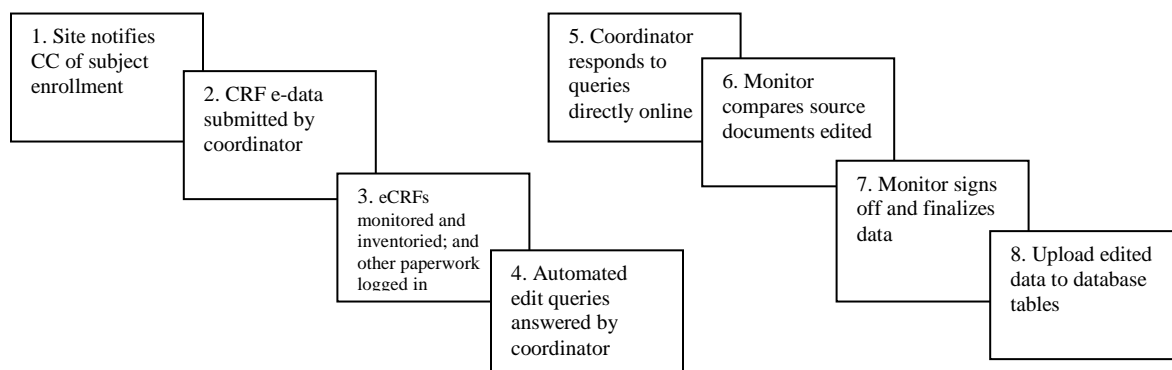 1. Site notifies
CC of subject
enrollment
2. CRF e-data
submitted by
coordinator
3. eCRFs
monitored and
inventoried; and
other paperwork
logged in
4. Automated
edit queries
answered by
coordinator
5. Coordinator
responds to
queries
directly online
6. Monitor
compares source
documents edited
7. Monitor signs
off and finalizes
data
8. Upload edited
data to database
tables